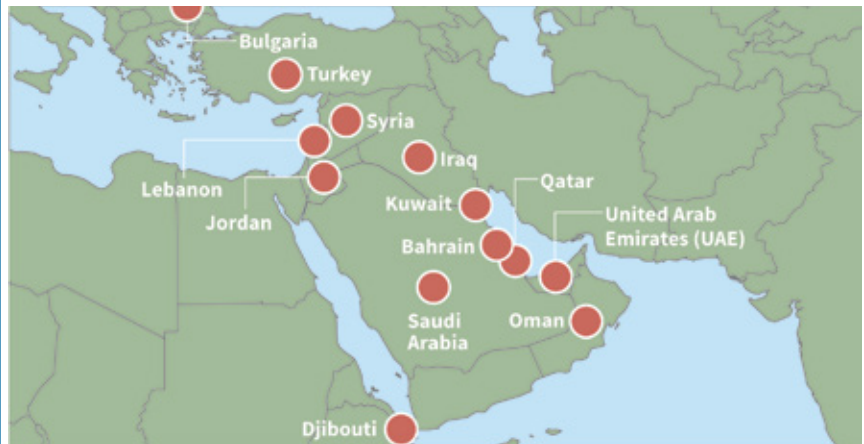 Bulgaria
Turkey
Syria
Iraq
Lebanon
Qatar
Kuwait
Jordan
United Arab
Emirates (UAE)
Bahrain
Saudi
Arabia
Oman
Djibouti